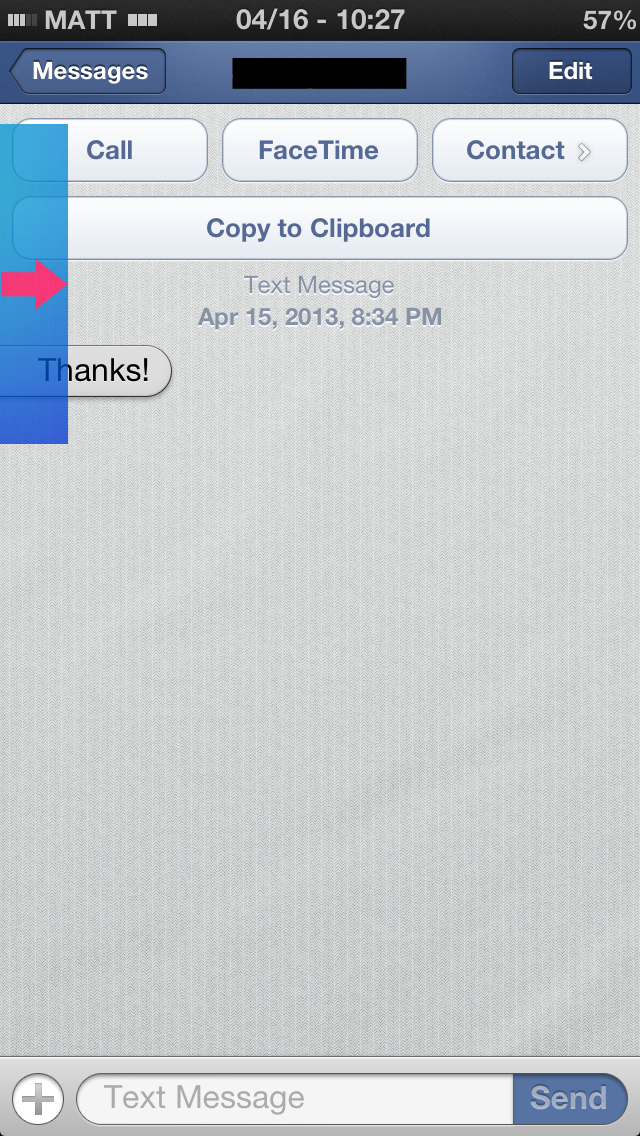 MATT 04/16 - 10:27 57%
Messages Edit
Call FaceTime Contact
Copy to Clipboard
Text Message
Apr 15, 2013, 8:34 PM
Thanks!
Text Message Send